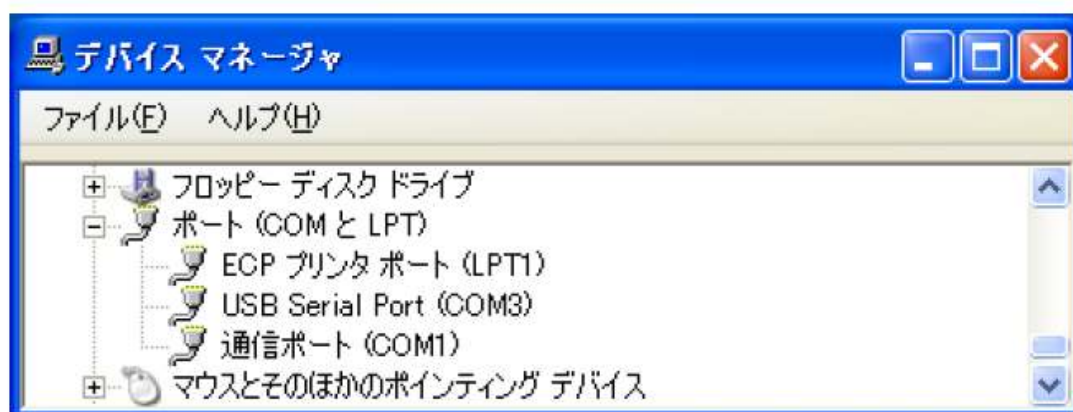 デバイス マネージャ
ファイル(F) ヘルプ(H)
フロッピー ディスク ドライブ
ポート (COM と LPT)
ECP プリンタ ポート (LPT1)
USB Serial Port (COM3)
通信ポート (COM1)
マウスとそのほかのポインティング デバイス